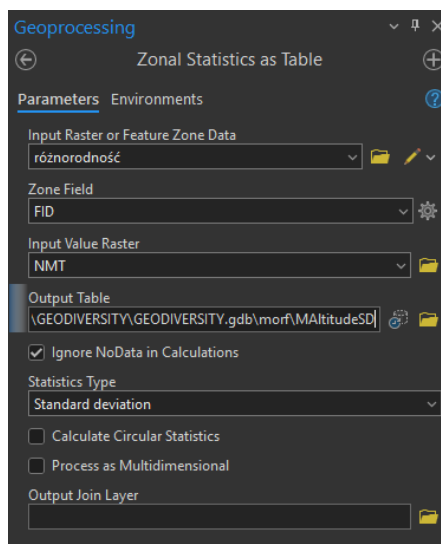 Geoprocessing
Zonal Statistics as Table
Parameters Environments
Input Raster or Feature Zone Data
różnorodność
Zone Field
FID
Input Value Raster
NMT
Output Table
\GEODIVERSITY\GEODIVERSITY.gdb\morf\MAltitudeSD
Ignore NoData in Calculations
Statistics Type
Standard deviation
Calculate Circular Statistics
Process as Multidimensional
Output Join Layer